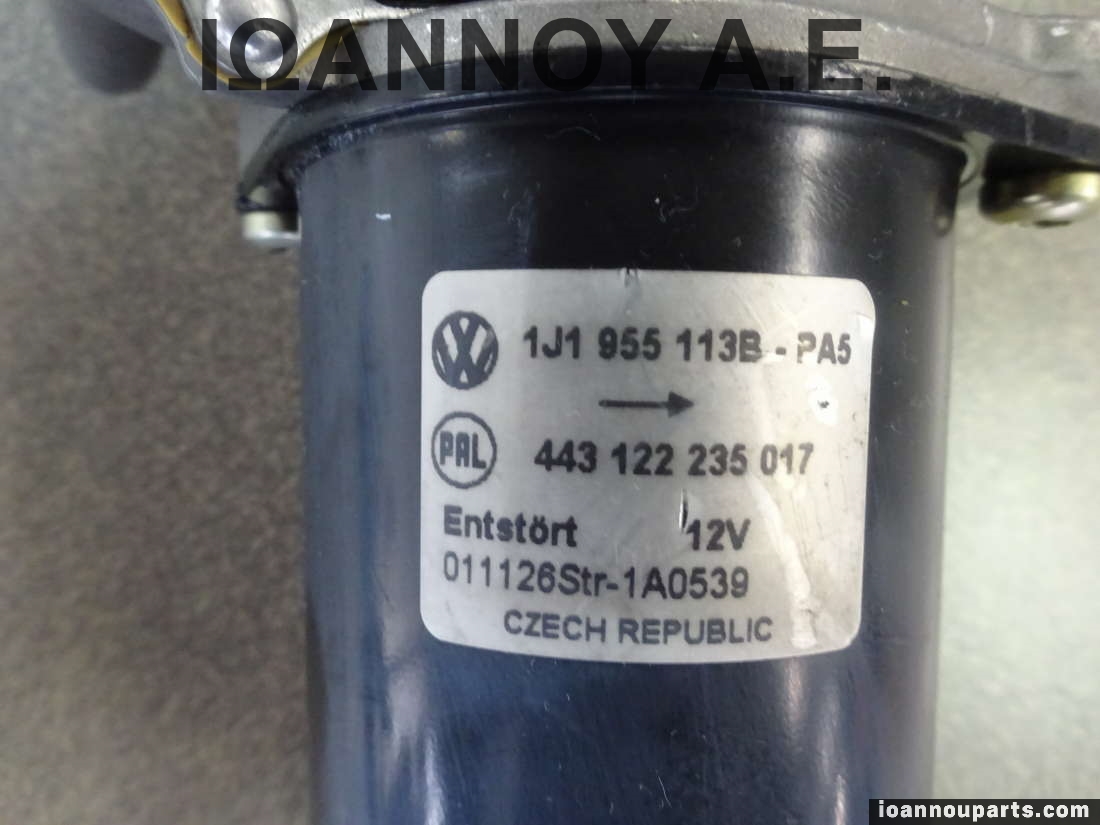 ΙΩΑΝΝΟΥ Α.Ε.
1J1 955 113B - PA5
PAL 443 122 235 017
Entstört 12V
011126Str-1A0539
CZECH REPUBLIC
ioannouparts.com